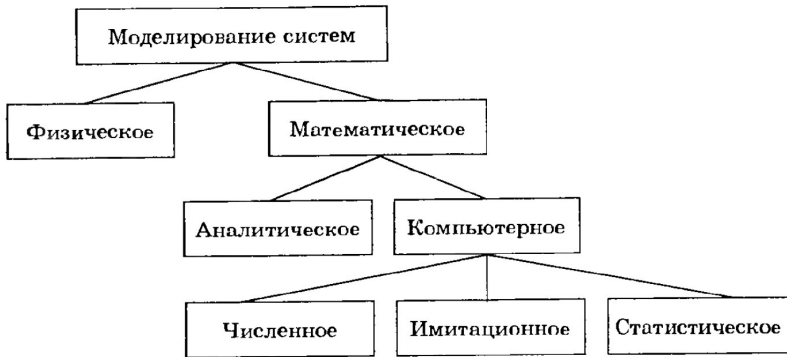 Моделирование систем
Физическое
Математическое
Аналитическое
Компьютерное
Численное
Имитационное
Статистическое